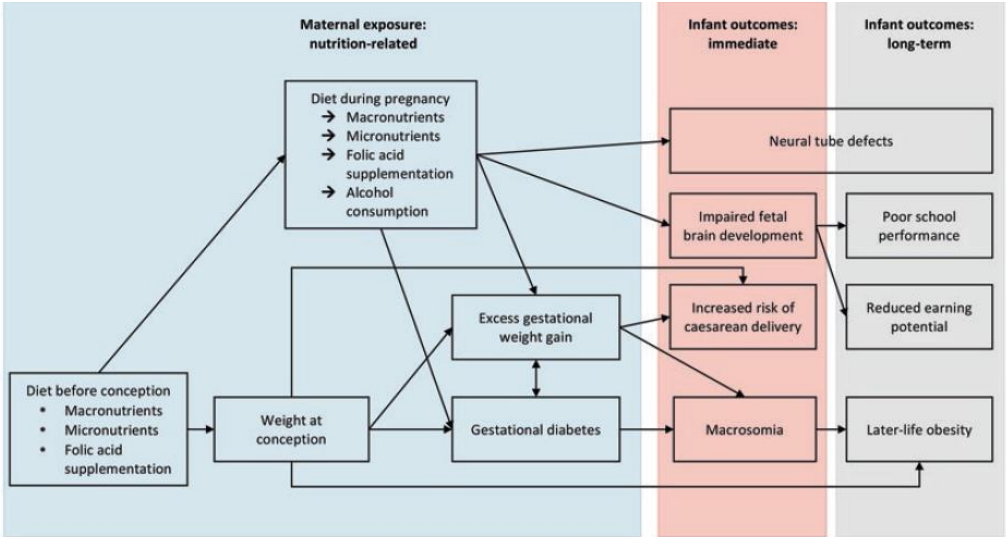 Maternal exposure:
nutrition-related
Infant outcomes:
immediate
Infant outcomes:
long-term
Diet during pregnancy
→ Macronutrients
→ Micronutrients
→ Folic acid
supplementation
→ Alcohol
consumption
Neural tube defects
Impaired fetal
brain development
Poor school
performance
Excess gestational
weight gain
Increased risk of
caesarean delivery
Reduced earning
potential
Diet before conception
• Macronutrients
• Micronutrients
• Folic acid
supplementation
Weight at
conception
Gestational diabetes
Macrosomia
Later-life obesity